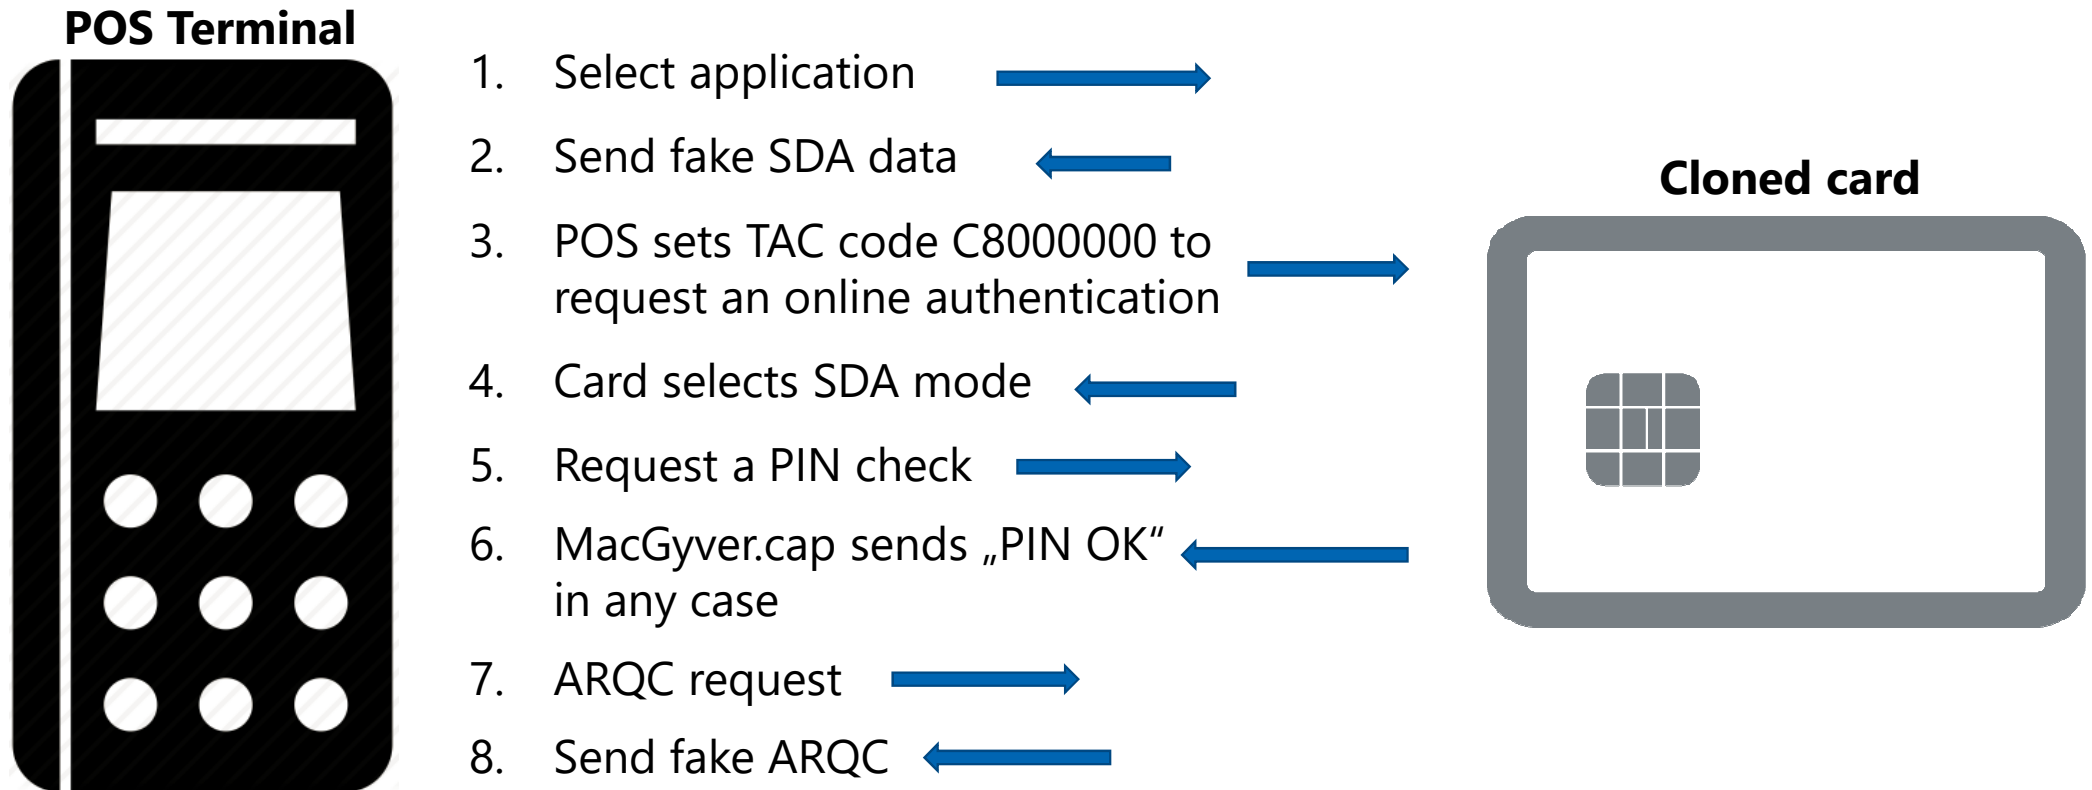 POS Terminal
1. Select application
2. Send fake SDA data
Cloned card
3. POS sets TAC code C8000000 to
request an online authentication
4. Card selects SDA mode
5. Request a PIN check
6. MacGyver.cap sends „PIN OK“
in any case
7. ARQC request
8. Send fake ARQC